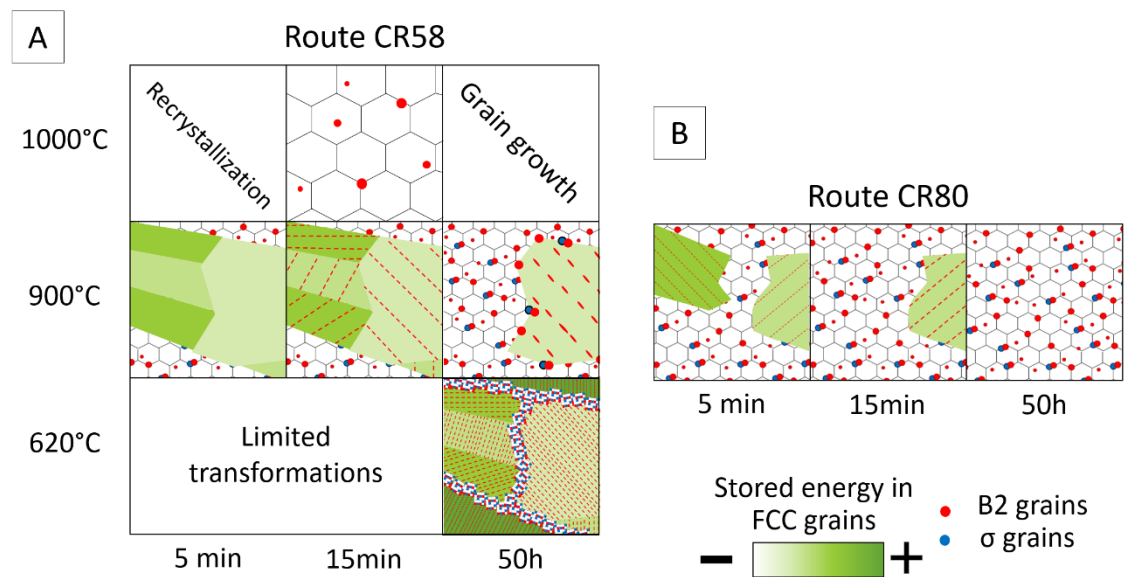 A
Route CR58
1000°C
Recrystallization
Grain growth
900°C
620°C
Limited
transformations
5 min
15min
50h
B
Route CR80
5 min
15min
50h
Stored energy in
FCC grains
− +
B2 grains
σ grains